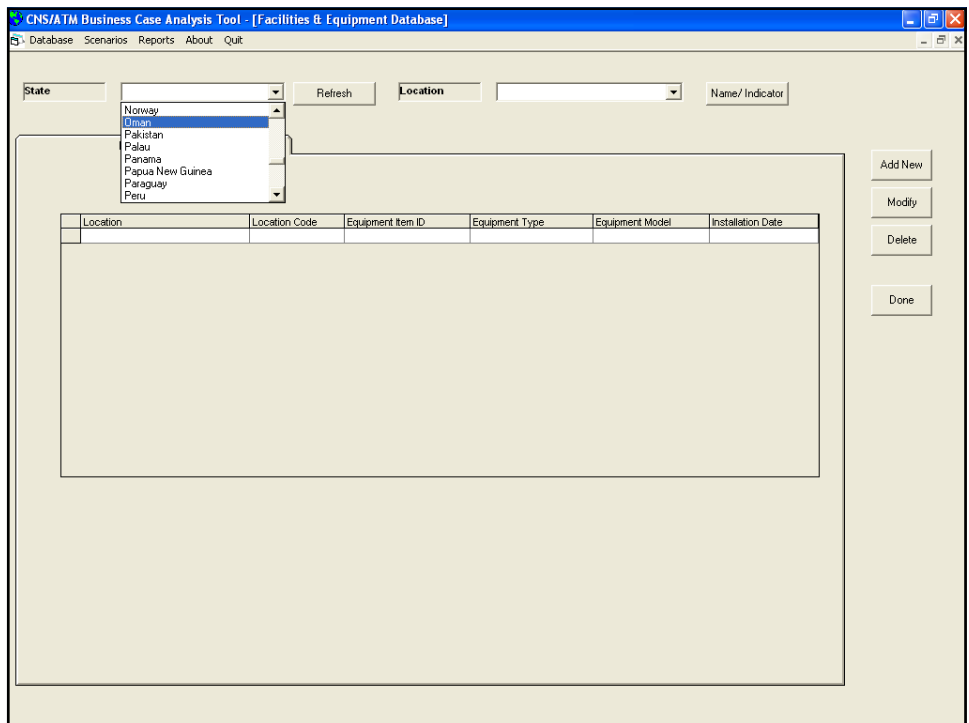 CNS/ATM Business Case Analysis Tool - [Facilities & Equipment Database]
Database Scenarios Reports About Quit
State Refresh Location Name/ Indicator
Norway
Oman
Pakistan
Palau
Panama
Papua New Guinea
Paraguay
Peru
Add New
Modify
Delete
Done
Location Location Code Equipment Item ID Equipment Type Equipment Model Installation Date